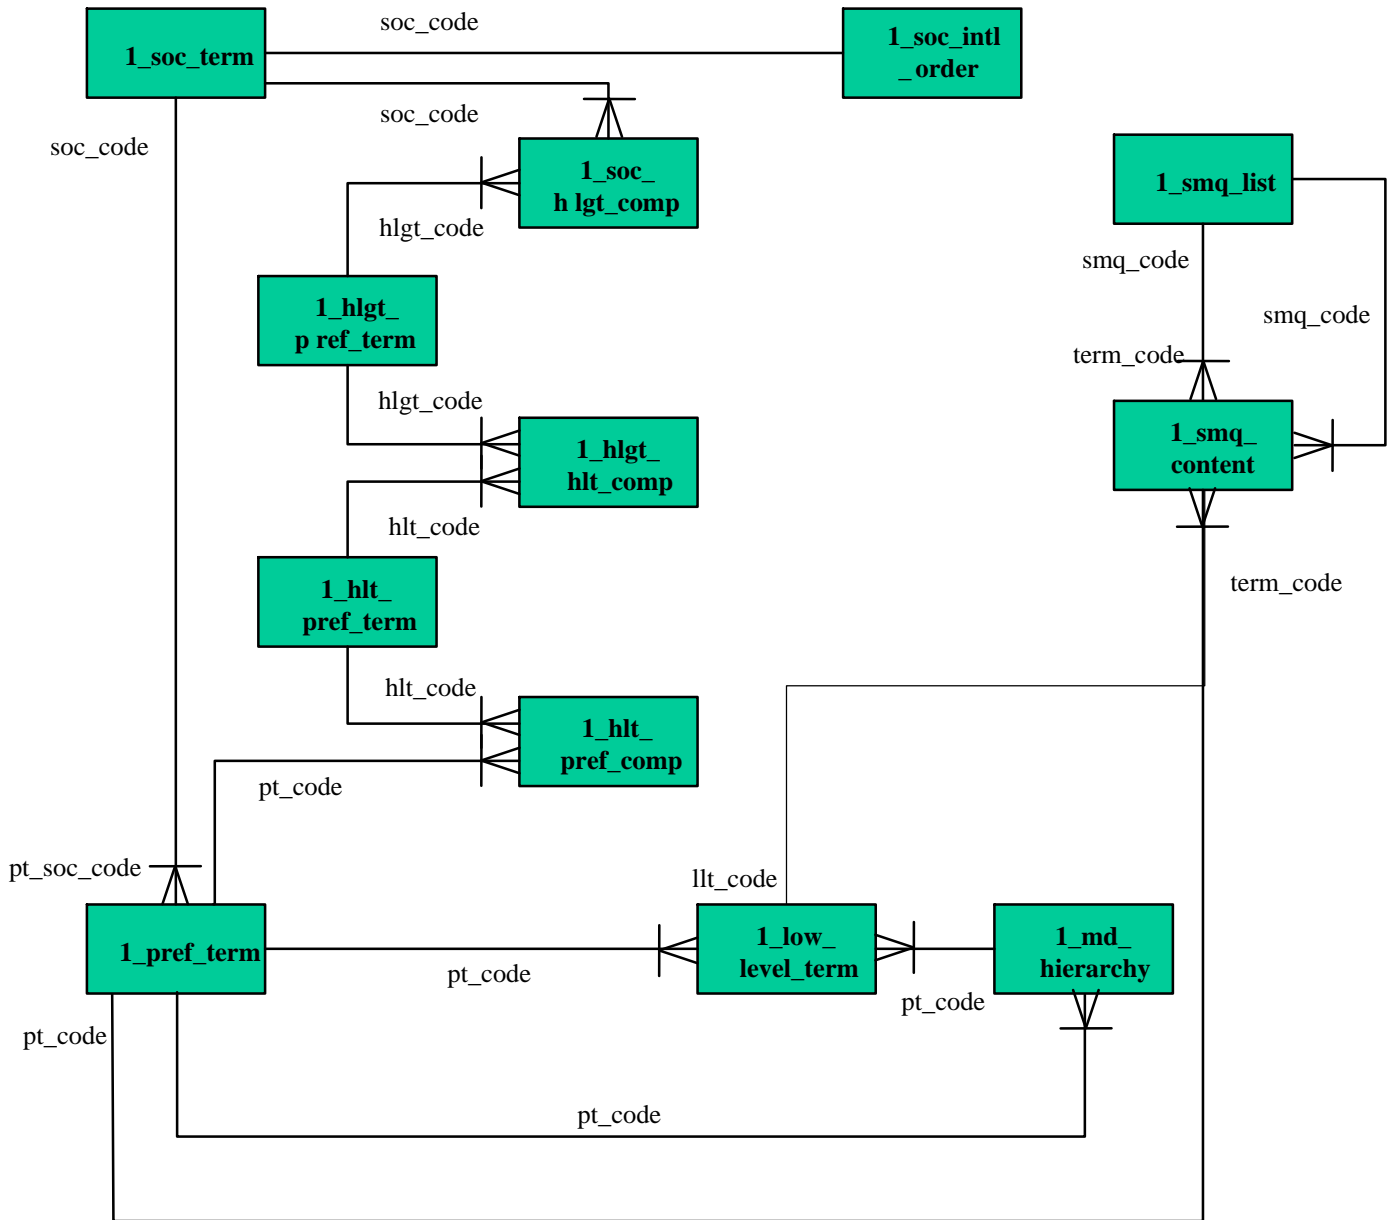 soc_code
1_soc_term
1_soc_intl
_order
soc_code
soc_code
1_soc_
h lgt_comp
1_smq_list
hlgt_code
smq_code
smq_code
1_hlgt_
p ref_term
term_code
hlgt_code
1_hlgt_
hlt_comp
1_smq_
content
hlt_code
1_hlt_
pref_term
term_code
hlt_code
1_hlt_
pref_comp
pt_code
pt_soc_code
llt_code
1_pref_term
1_low_
level_term
1_md_
hierarchy
pt_code
pt_code
pt_code
pt_code